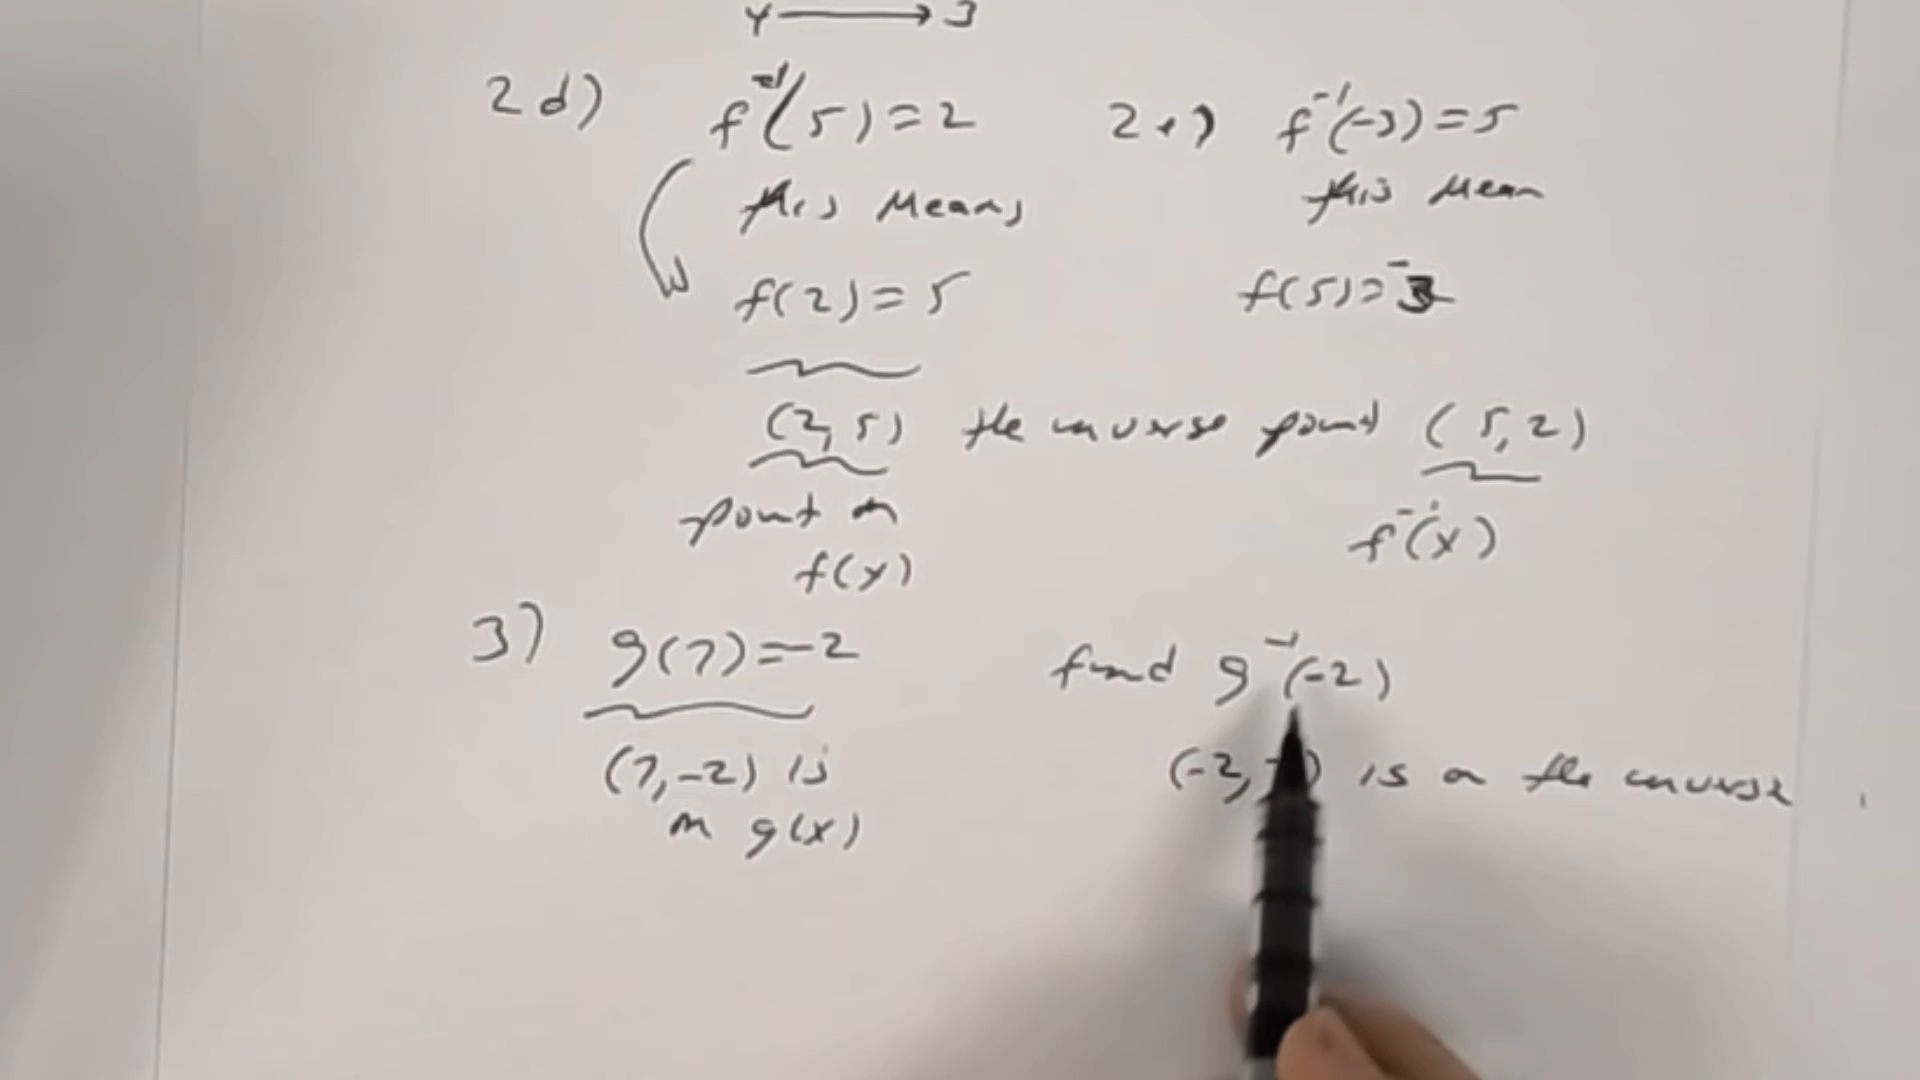 Y → 3
2d) f⁻¹(5)=2
this means
f(2)=5
2e) f⁻¹(-3)=5
this mean
f(5)=-3
(2,5) the inverse point (5,2)
point on
f(x)
f⁻¹(x)
3) g(7)=-2 find g⁻¹(-2)
(7,-2) is
on g(x)
(-2, ) is on the inverse